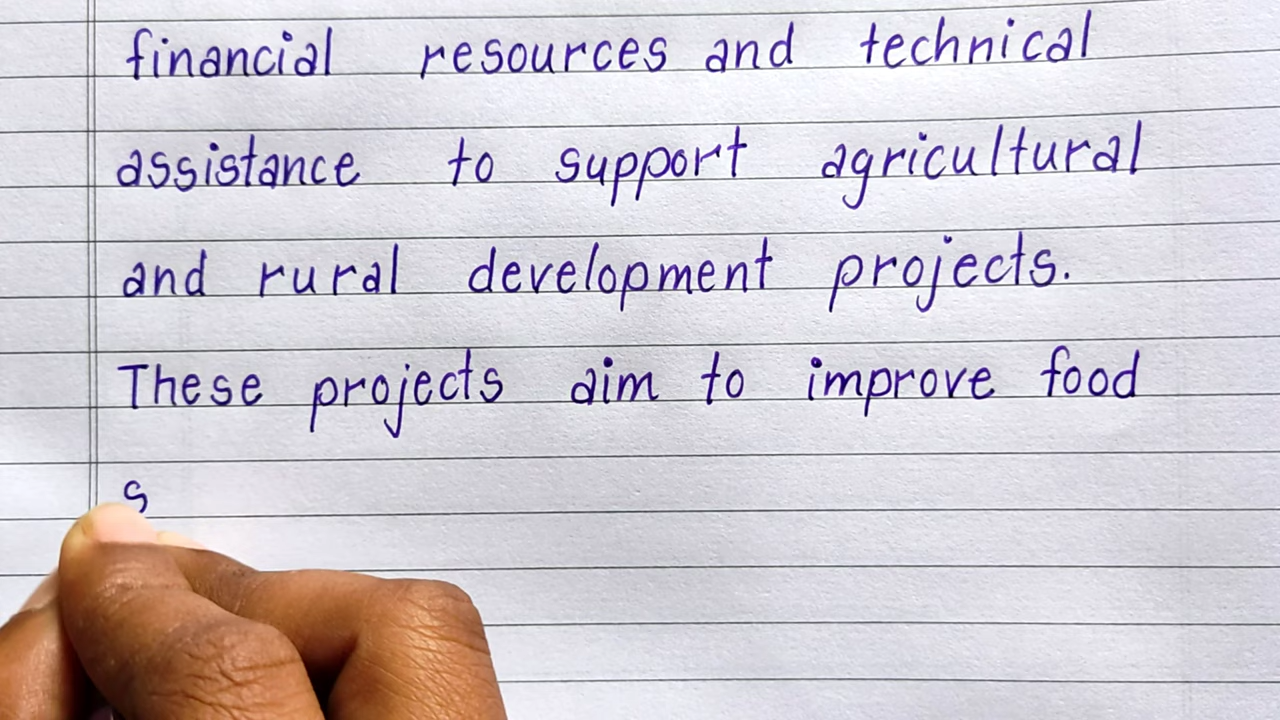 financial resources and technical
assistance to support agricultural
and rural development projects.
These projects aim to improve food
s